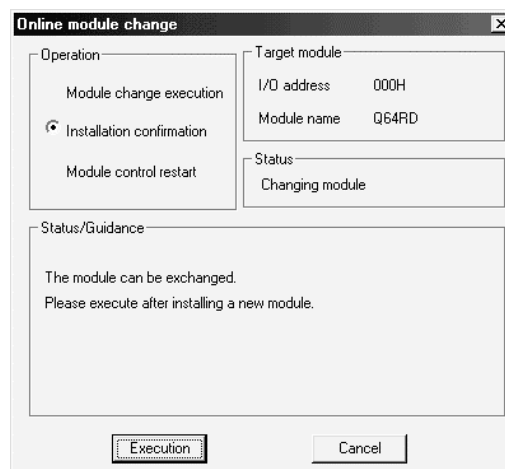 Online module change
Operation
Module change execution
Installation confirmation
Module control restart
Target module
I/O address 000H
Module name Q64RD
Status
Changing module
Status/Guidance
The module can be exchanged.
Please execute after installing a new module.
Execution Cancel